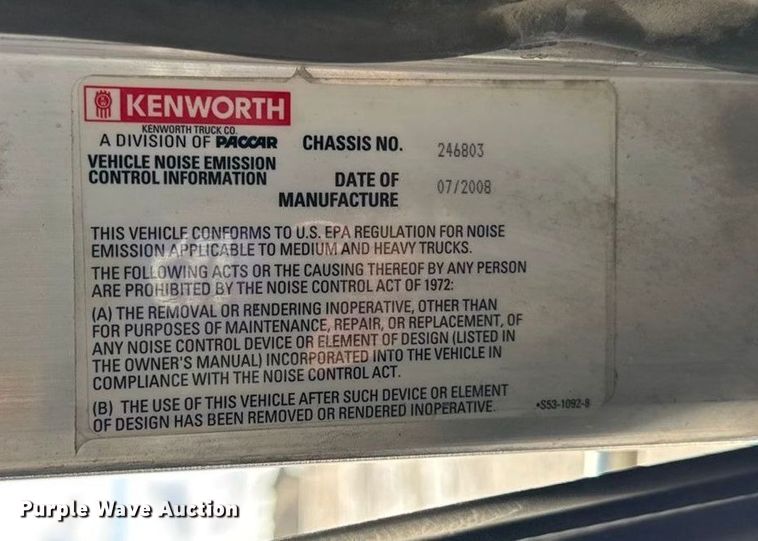 KENWORTH
KENWORTH TRUCK CO.
A DIVISION OF PACCAR
VEHICLE NOISE EMISSION
CONTROL INFORMATION
CHASSIS NO. 246803
DATE OF
MANUFACTURE 07/2008
THIS VEHICLE CONFORMS TO U.S. EPA REGULATION FOR NOISE
EMISSION APPLICABLE TO MEDIUM AND HEAVY TRUCKS.
THE FOLLOWING ACTS OR THE CAUSING THEREOF BY ANY PERSON
ARE PROHIBITED BY THE NOISE CONTROL ACT OF 1972:
(A) THE REMOVAL OR RENDERING INOPERATIVE, OTHER THAN
FOR PURPOSES OF MAINTENANCE, REPAIR, OR REPLACEMENT, OF
ANY NOISE CONTROL DEVICE OR ELEMENT OF DESIGN (LISTED IN
THE OWNER'S MANUAL) INCORPORATED INTO THE VEHICLE IN
COMPLIANCE WITH THE NOISE CONTROL ACT.
(B) THE USE OF THIS VEHICLE AFTER SUCH DEVICE OR ELEMENT
OF DESIGN HAS BEEN REMOVED OR RENDERED INOPERATIVE.
*S53-1092-8
Purple Wave Auction